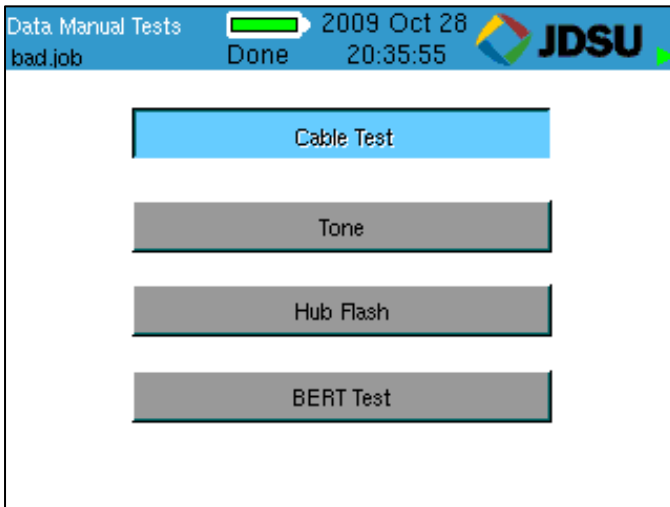 Data Manual Tests 2009 Oct 28 JDSU
bad.job Done 20:35:55
Cable Test
Tone
Hub Flash
BERT Test